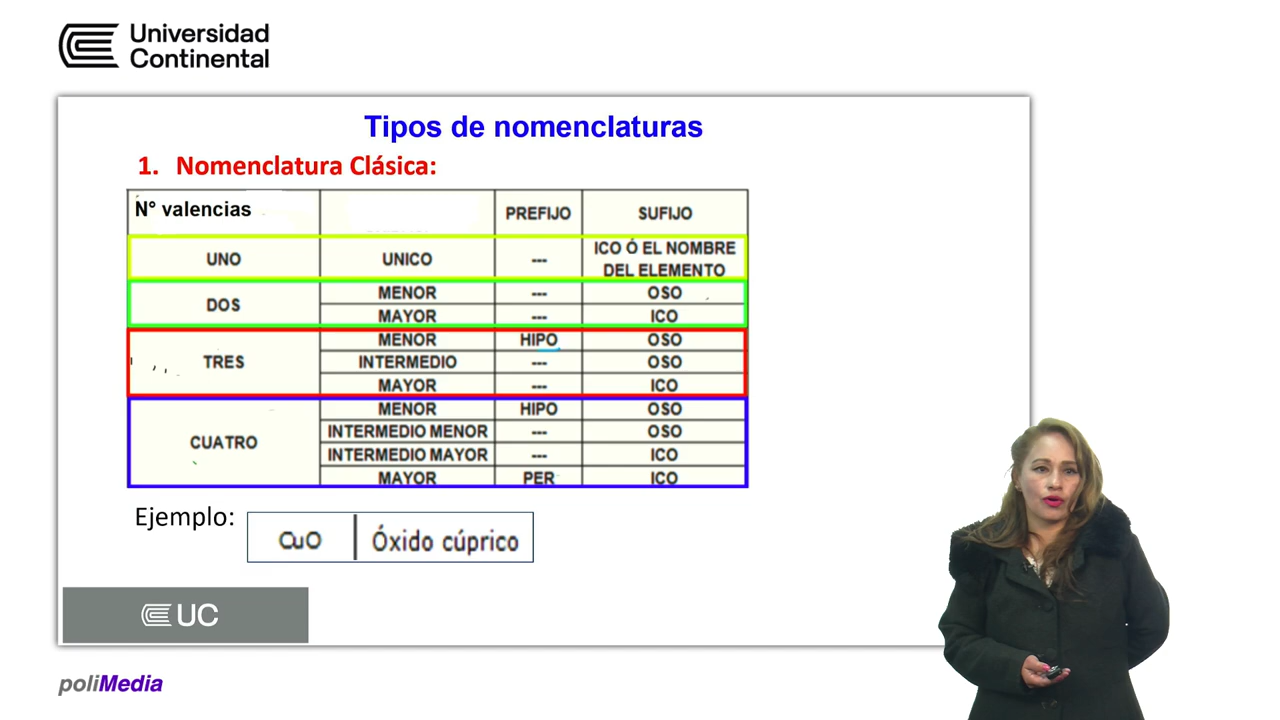 Universidad
Continental
Tipos de nomenclaturas
1. Nomenclatura Clásica:
N° valencias PREFIJO SUFIJO
UNO UNICO --- ICO Ó EL NOMBRE DEL ELEMENTO
DOS MENOR --- OSO
MAYOR --- ICO
TRES MENOR HIPO OSO
INTERMEDIO --- OSO
MAYOR --- ICO
CUATRO MENOR HIPO OSO
INTERMEDIO MENOR --- OSO
INTERMEDIO MAYOR --- ICO
MAYOR PER ICO
Ejemplo: CuO | Óxido cúprico
UC
poliMedia